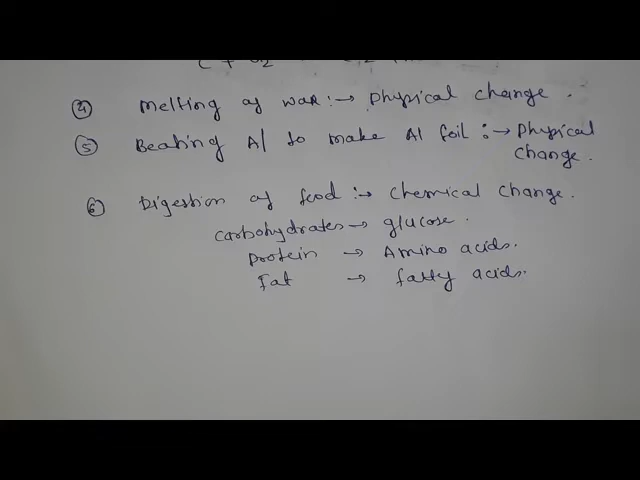 ④ Melting of wax :→ Physical change .
⑤ Beating Al to make Al foil :→ Physical
change .
⑥ Digestion of food :→ Chemical change .
Carbohydrates → glucose .
Protein → Amino acids .
Fat → fatty acids .